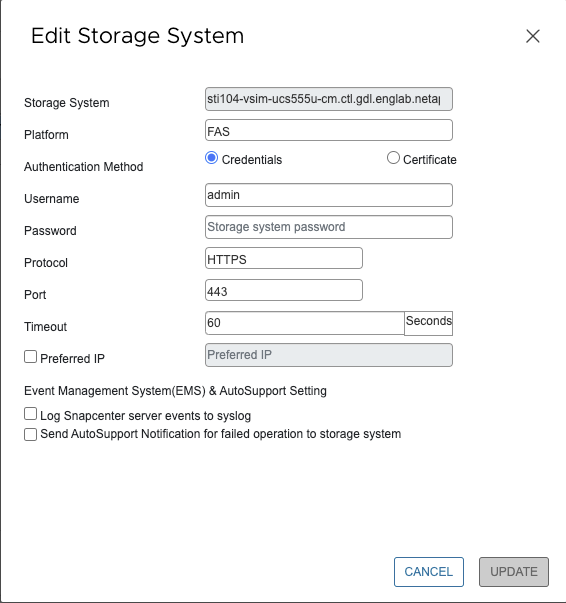 Edit Storage System
Storage System sti104-vsim-ucs555u-cm.ctl.gdl.englab.netap
Platform FAS
Authentication Method Credentials Certificate
Username admin
Password Storage system password
Protocol HTTPS
Port 443
Timeout 60 Seconds
Preferred IP Preferred IP
Event Management System(EMS) & AutoSupport Setting
Log Snapcenter server events to syslog
Send AutoSupport Notification for failed operation to storage system
CANCEL UPDATE